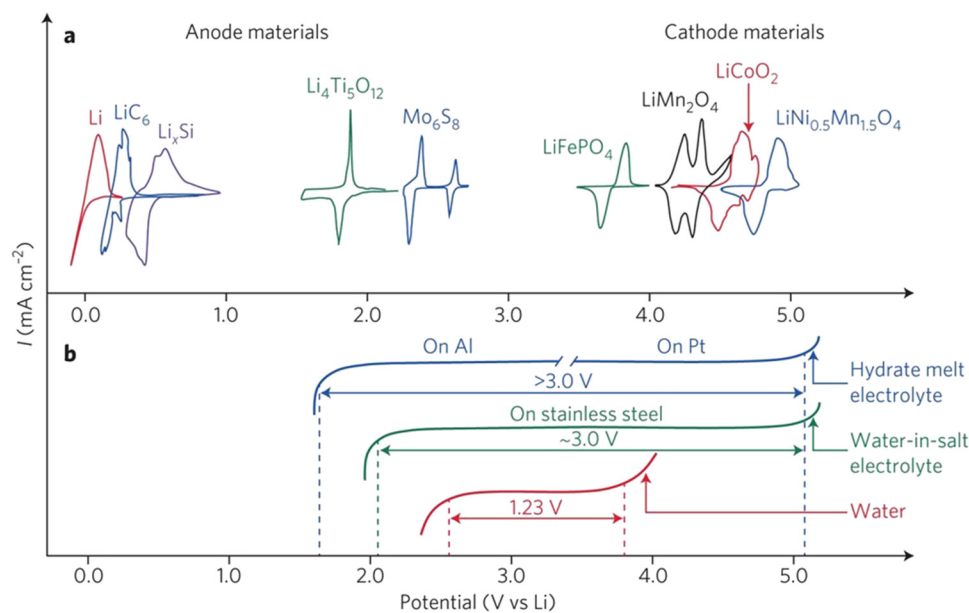 a
Anode materials
Cathode materials
Li
LiC₆
LiₓSi
Li₄Ti₅O₁₂
Mo₆S₈
LiFePO₄
LiMn₂O₄
LiCoO₂
LiNi₀.₅Mn₁.₅O₄
I (mA cm⁻²)
0.0 1.0 2.0 3.0 4.0 5.0
b
On Al
On Pt
>3.0 V
Hydrate melt
electrolyte
On stainless steel
~3.0 V
Water-in-salt
electrolyte
1.23 V
Water
0.0 1.0 2.0 3.0 4.0 5.0
Potential (V vs Li)